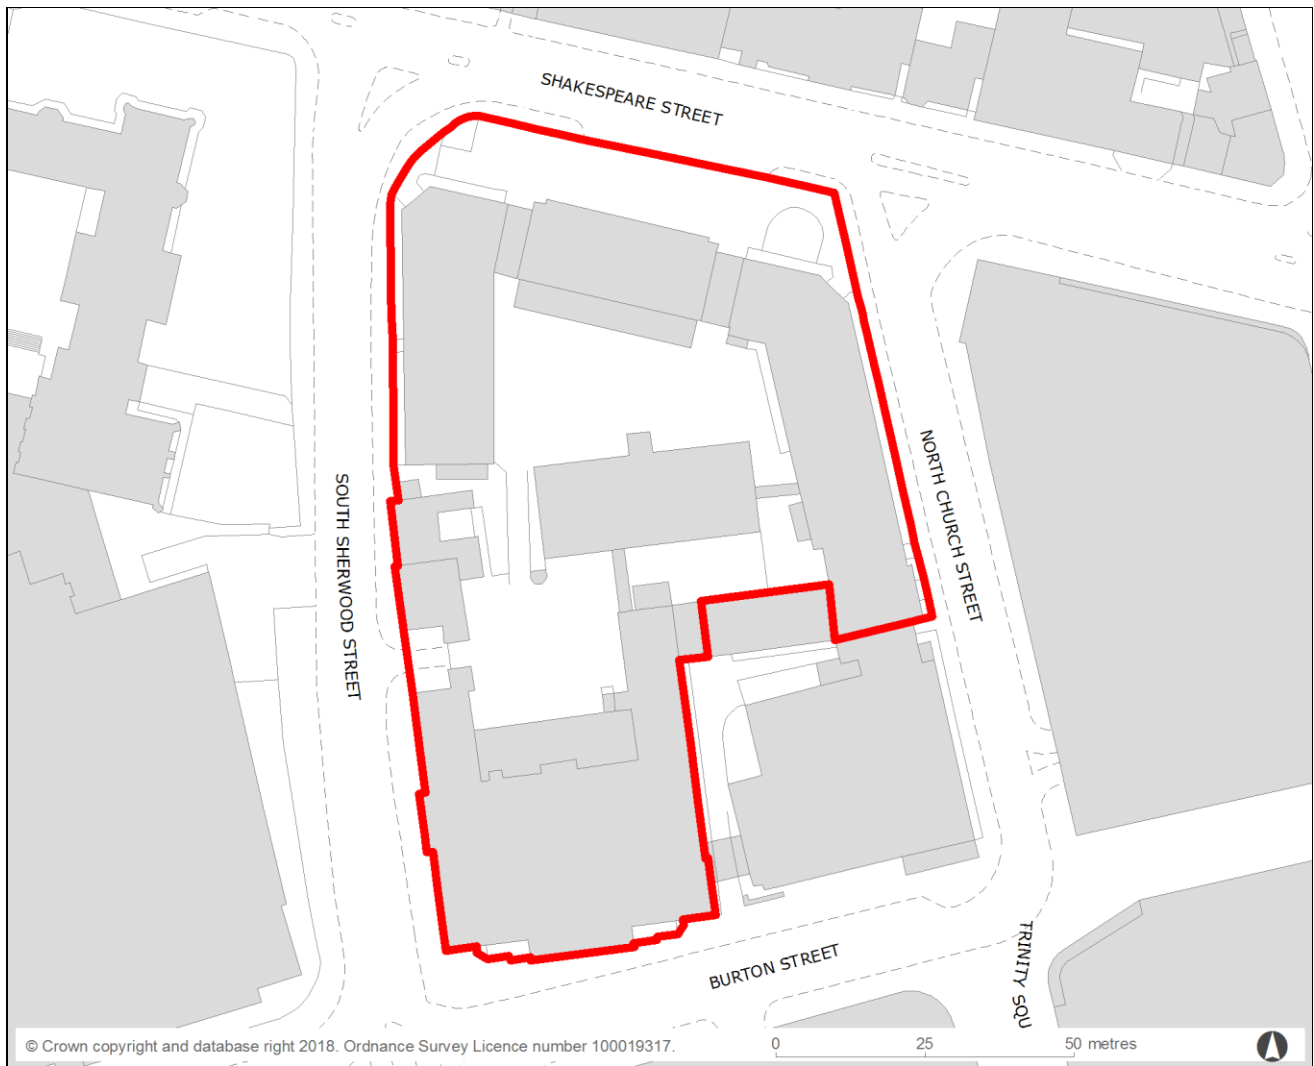 SHAKESPEARE STREET
NORTH CHURCH STREET
SOUTH SHERWOOD STREET
BURTON STREET
TRINITY SQU
© Crown copyright and database right 2018. Ordnance Survey Licence number 100019317.
0 25 50 metres